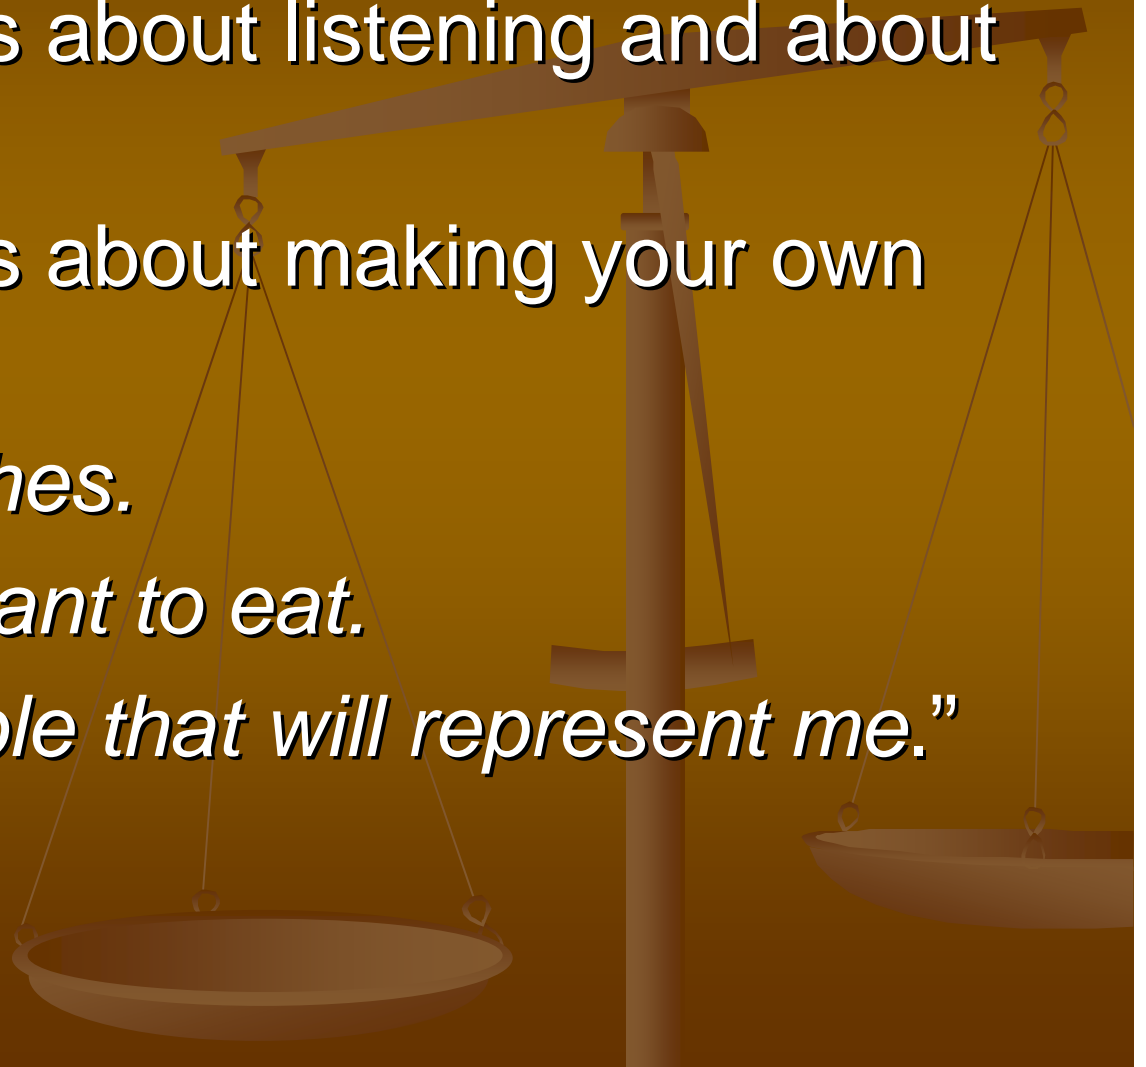 s about listening and about
s about making your own
hes.
ant to eat.
ple that will represent me.”